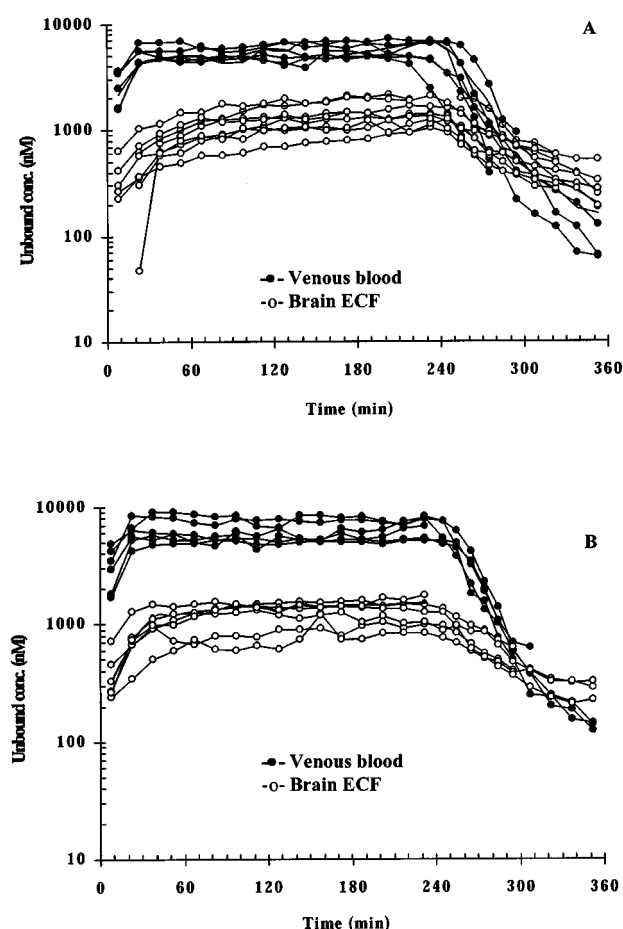 A
10000
1000
100
10
Unbound conc. (nM)
-●- Venous blood
-○- Brain ECF
0 60 120 180 240 300 360
Time (min)
B
10000
1000
100
10
Unbound conc. (nM)
-●- Venous blood
-○- Brain ECF
0 60 120 180 240 300 360
Time (min)